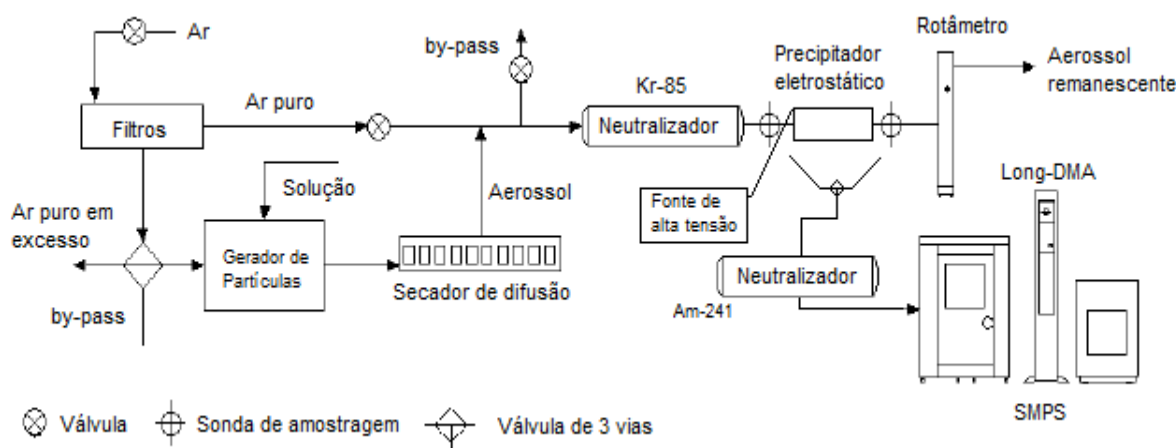 Ar
by-pass
Rotâmetro
Precipitador
eletrostático
Aerossol
remanescente
Kr-85
Ar puro
Filtros
Neutralizador
Solução
Aerossol
Long-DMA
Fonte de
alta tensão
Ar puro em
excesso
Gerador de
Partículas
Neutralizador
Secador de difusão
by-pass
Am-241
SMPS
Válvula
Sonda de amostragem
Válvula de 3 vias